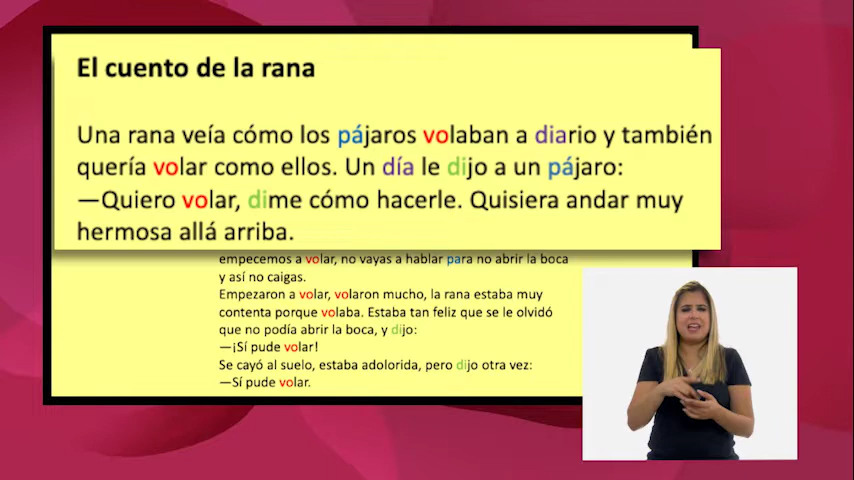 El cuento de la rana
Una rana veía cómo los pájaros volaban a diario y también
quería volar como ellos. Un día le dijo a un pájaro:
—Quiero volar, dime cómo hacerle. Quisiera andar muy
hermosa allá arriba.
empecemos a volar, no vayas a hablar para no abrir la boca
y así no caigas.
Empezaron a volar, volaron mucho, la rana estaba muy
contenta porque volaba. Estaba tan feliz que se le olvidó
que no podía abrir la boca, y dijo:
—¡Sí pude volar!
Se cayó al suelo, estaba adolorida, pero dijo otra vez:
—Sí pude volar.